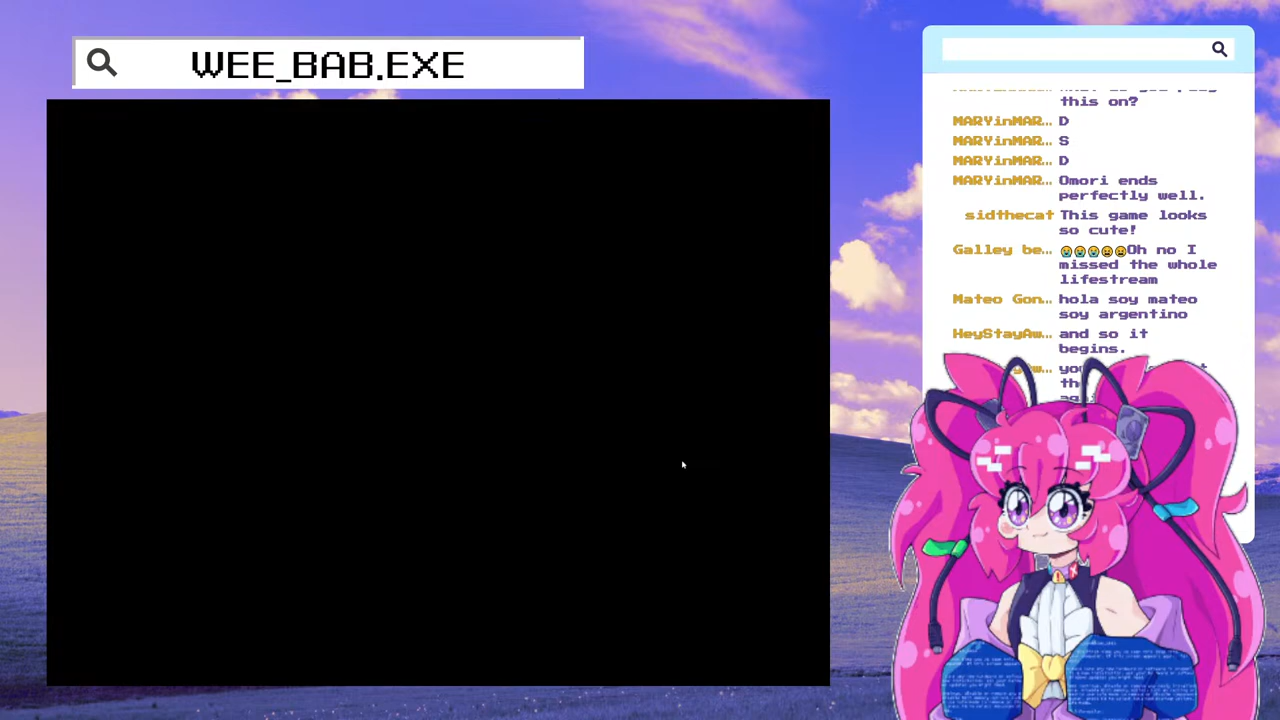 WEE_BAB.EXE
this on?
MARYinMAR… D
MARYinMAR… S
MARYinMAR… D
MARYinMAR… Omori ends
perfectly well.
sidthecat This game looks
so cute!
Galley be… 😭😭😭😫😫Oh no I
missed the whole
lifestream
Mateo Gon… hola soy mateo
soy argentino
HeyStayAw… and so it
begins.